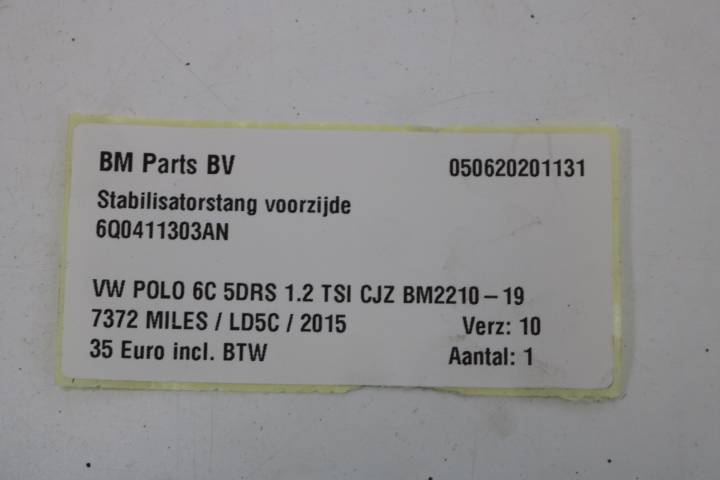 BM Parts BV 050620201131
Stabilisatorstang voorzijde
6Q0411303AN
VW POLO 6C 5DRS 1.2 TSI CJZ BM2210-19
7372 MILES / LD5C / 2015 Verz: 10
35 Euro incl. BTW Aantal: 1